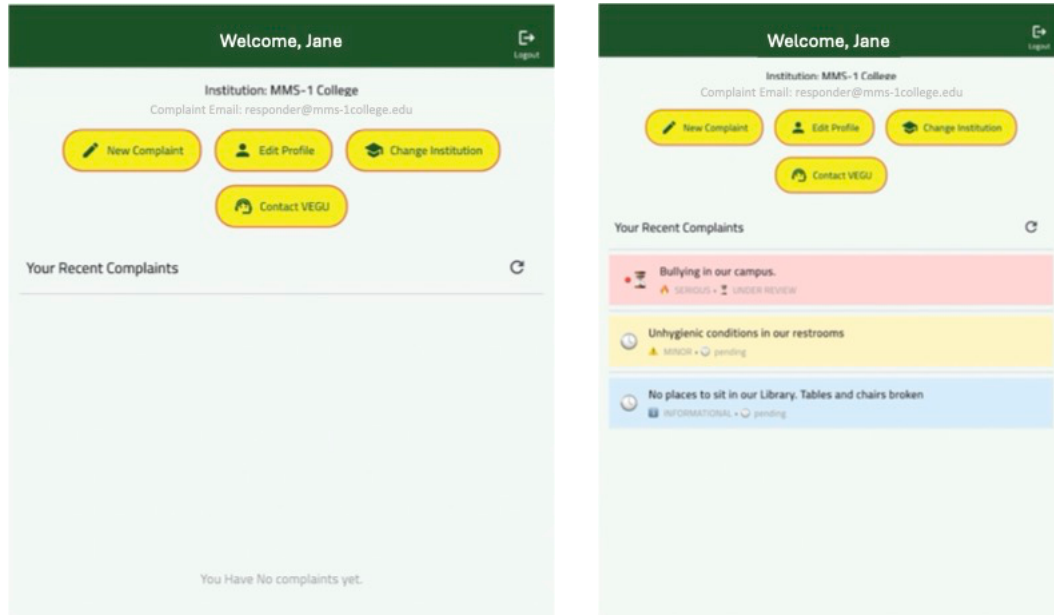 Welcome, Jane
Logout
Institution: MMS-1 College
Complaint Email: responder@mms-1college.edu
New Complaint
Edit Profile
Change Institution
Contact VEGU
Your Recent Complaints
You Have No complaints yet.
Welcome, Jane
Logout
Institution: MMS-1 College
Complaint Email: responder@mms-1college.edu
New Complaint
Edit Profile
Change Institution
Contact VEGU
Your Recent Complaints
Bullying in our campus.
SERIOUS • UNDER REVIEW
Unhygienic conditions in our restrooms
MINOR • pending
No places to sit in our Library. Tables and chairs broken
INFORMATIONAL • pending